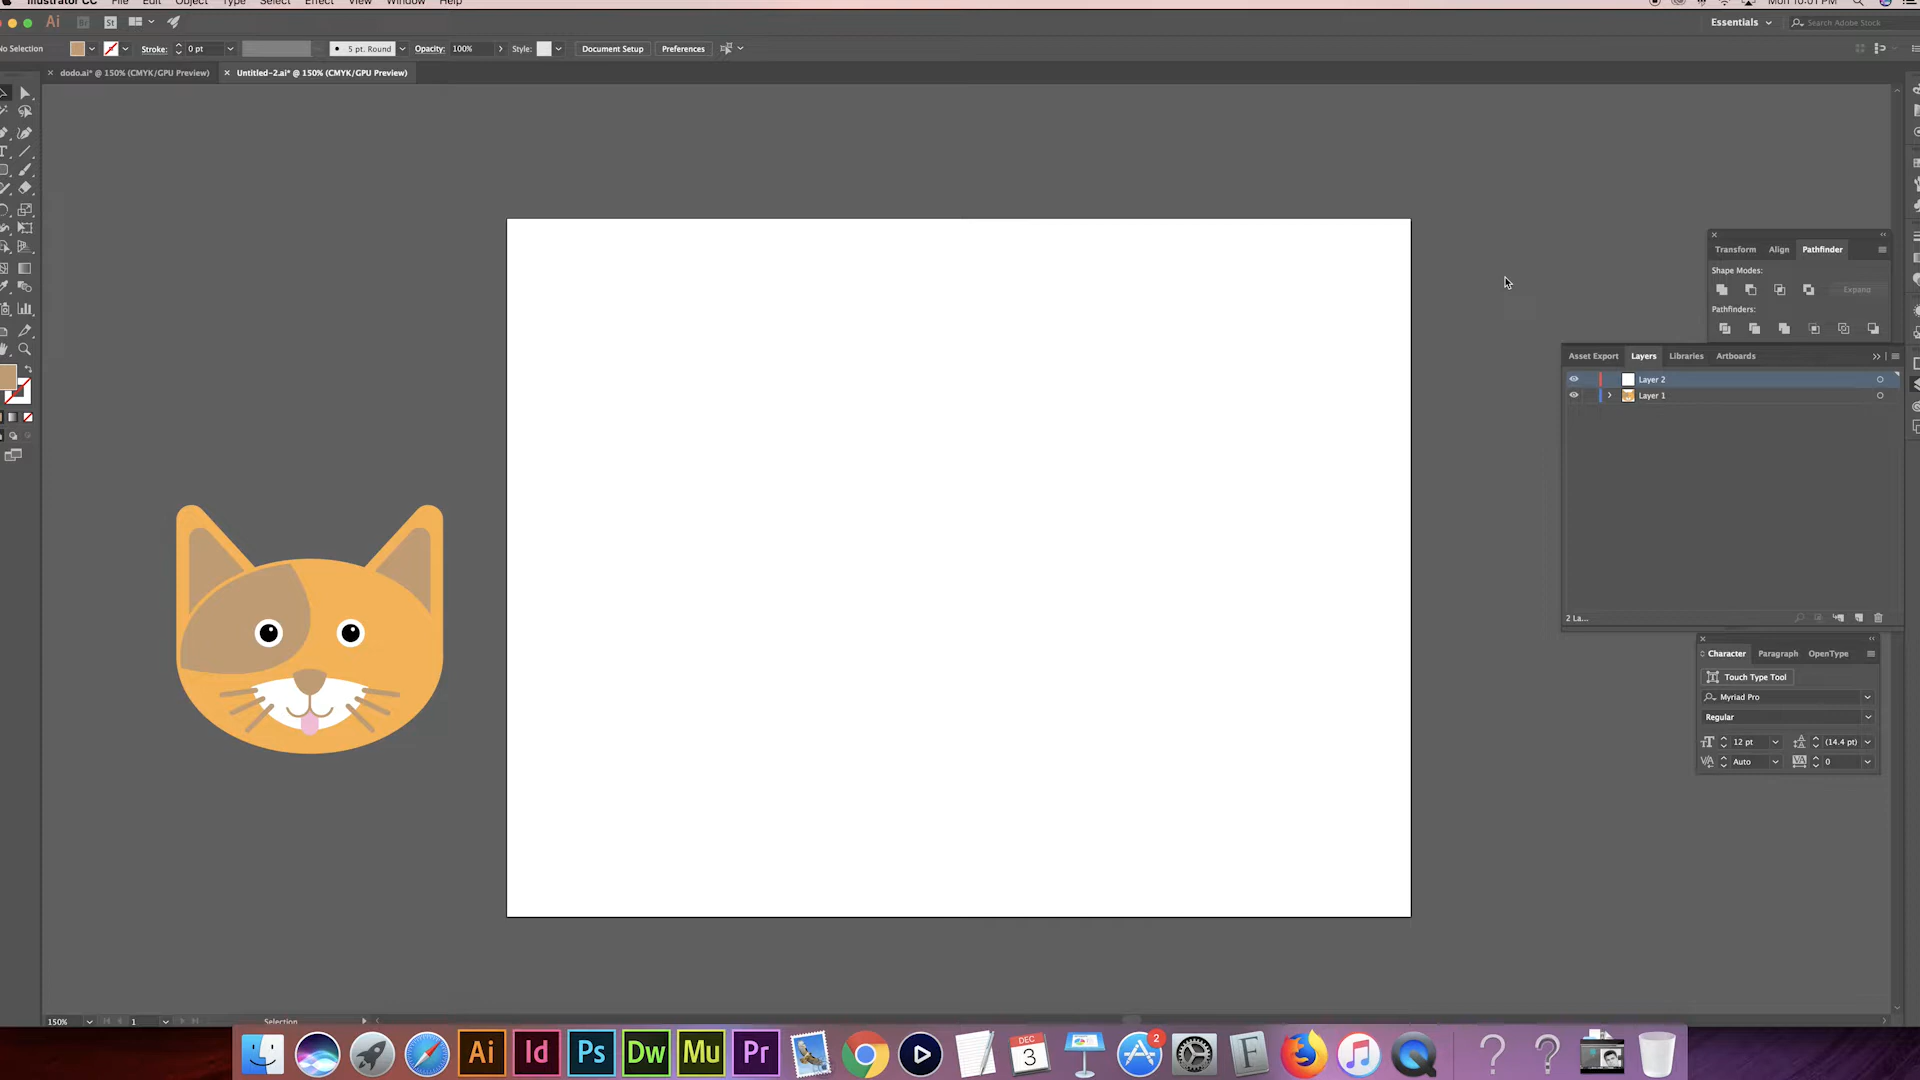 Illustrator CC File Edit Object Type Select Effect View Window Help Mon 10:01 PM
Ai Br St Essentials Search Adobe Stock
No Selection Stroke: 0 pt 5 pt. Round Opacity: 100% Style: Document Setup Preferences
dodo.ai* @ 150% (CMYK/GPU Preview) Untitled-2.ai* @ 150% (CMYK/GPU Preview)
Transform Align Pathfinder
Shape Modes:
Expand
Pathfinders:
Asset Export Layers Libraries Artboards
Layer 2
Layer 1
2 La...
Character Paragraph OpenType
Touch Type Tool
Myriad Pro
Regular
12 pt (14.4 pt)
Auto 0
150% 1 Selection
Ai Id Ps Dw Mu Pr DEC 3 2 F ? ?